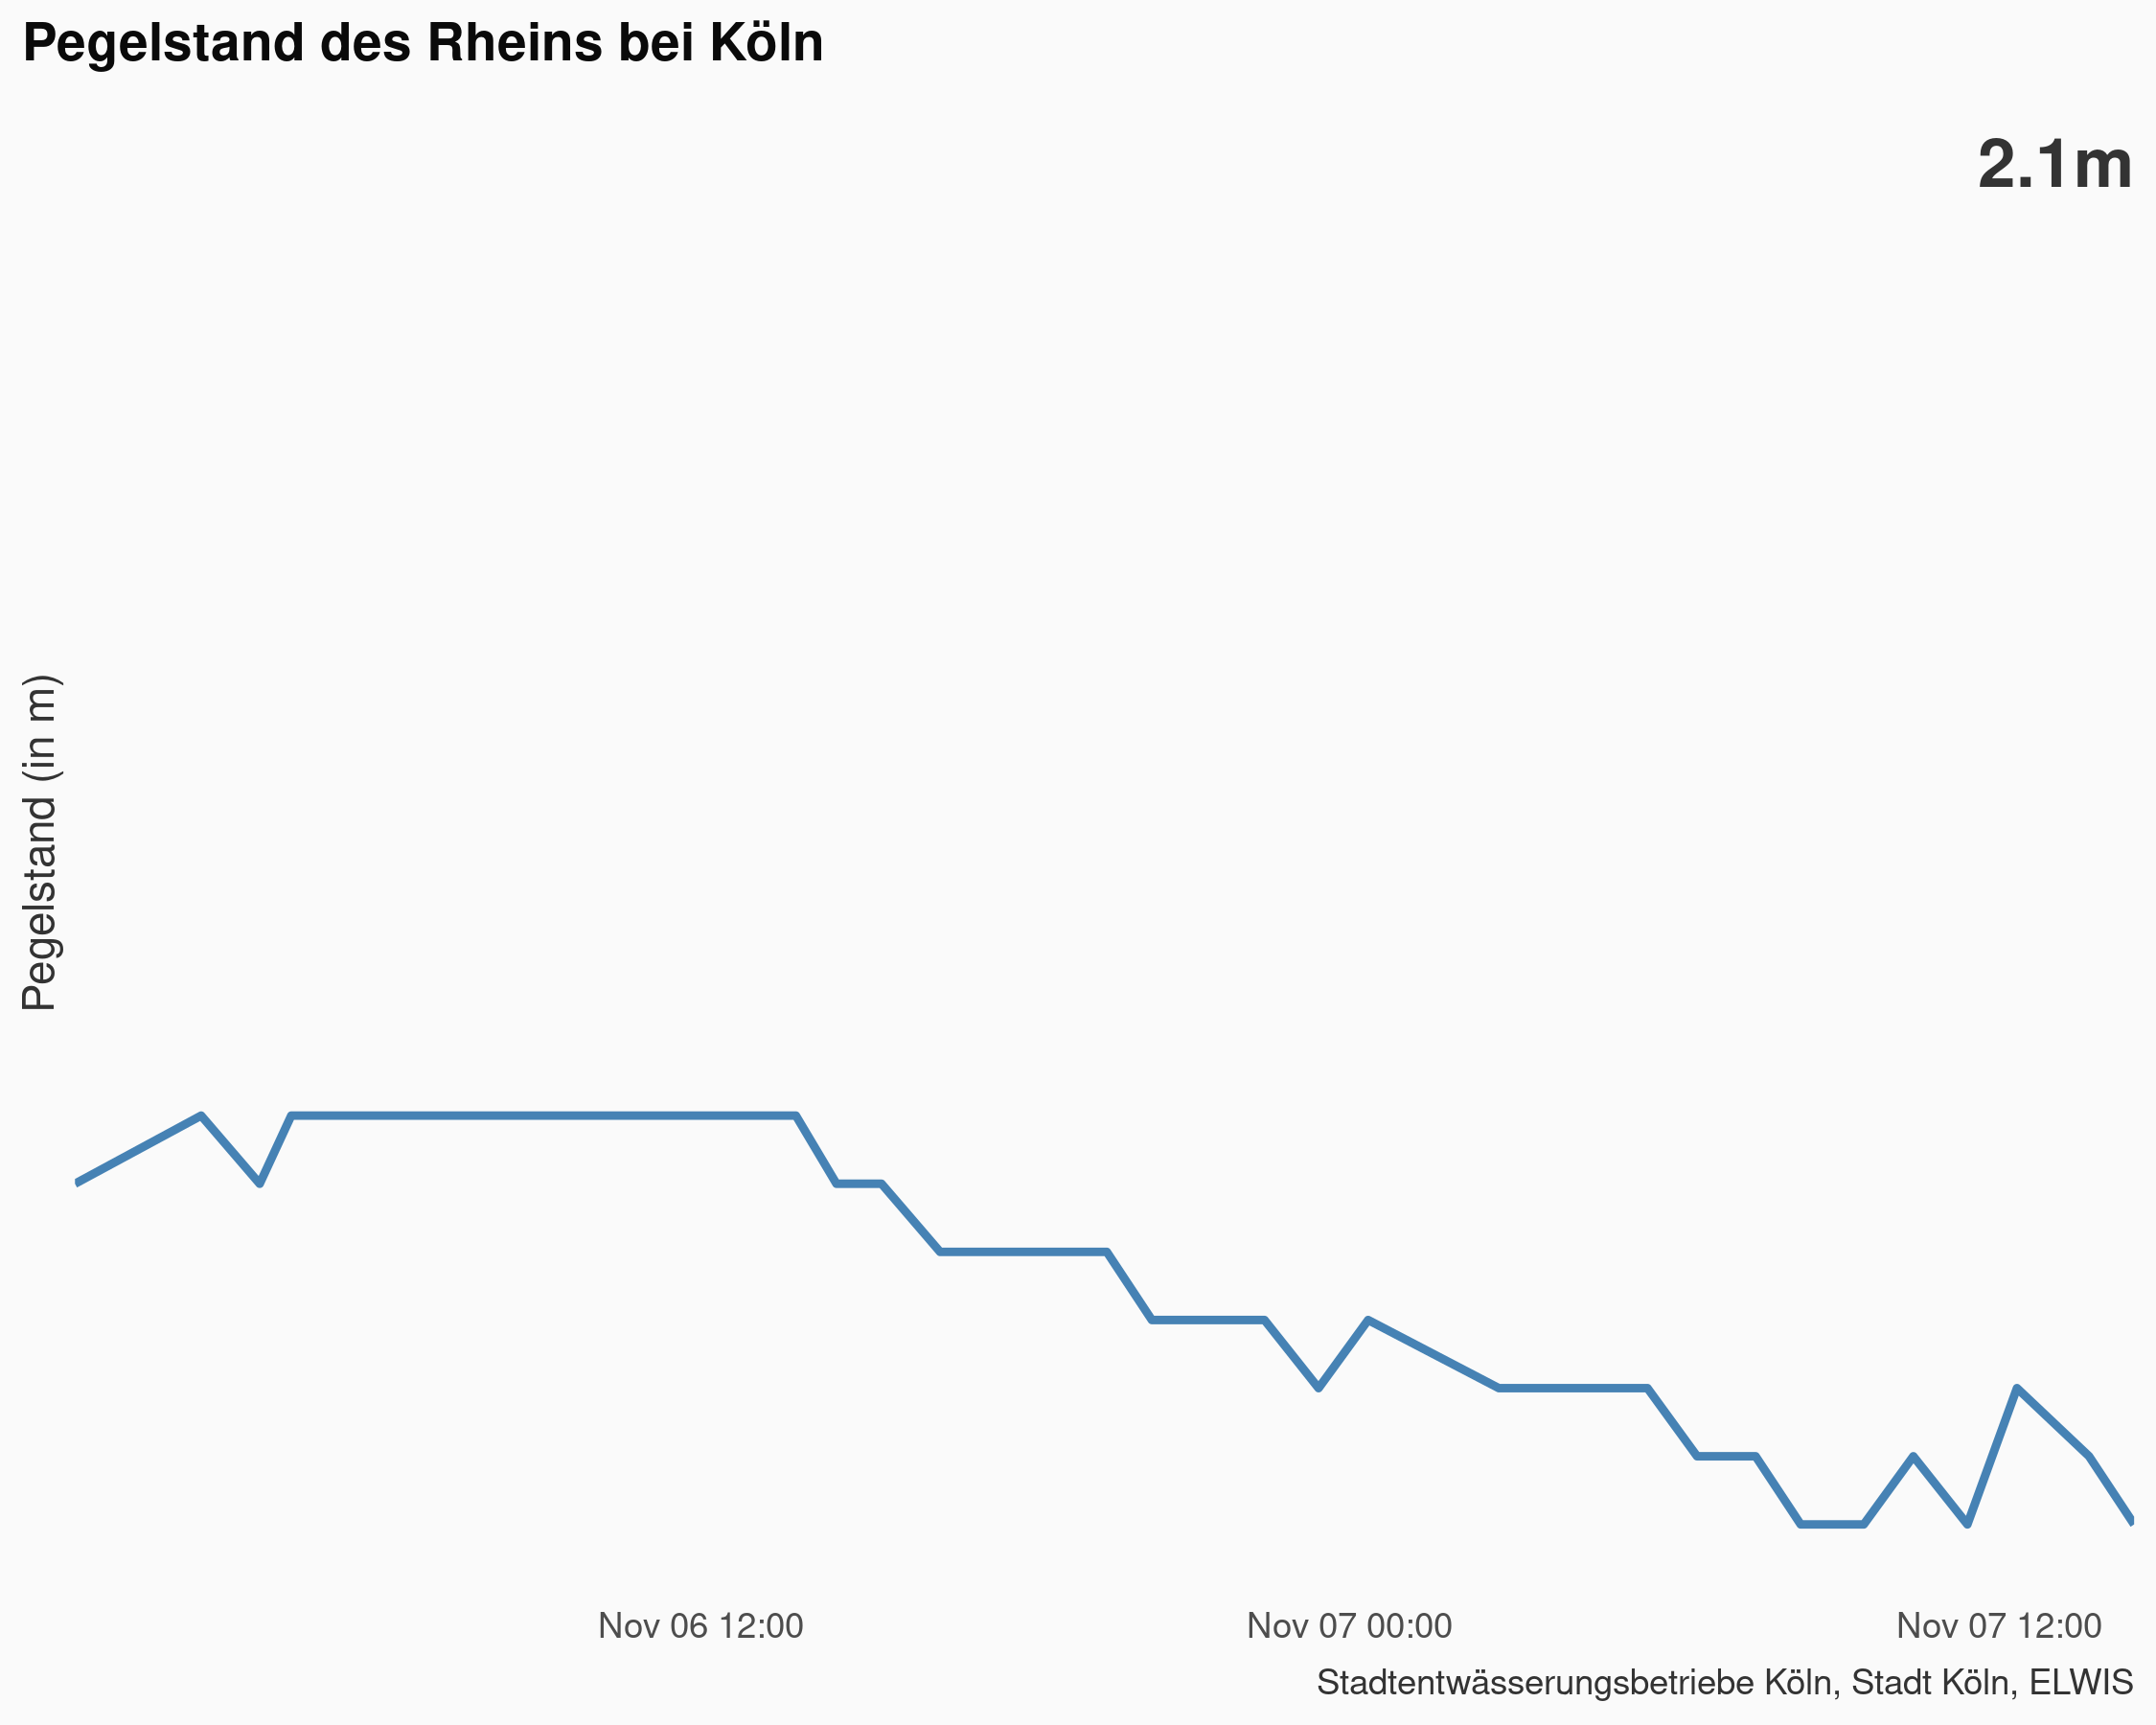 Pegelstand des Rheins bei Köln
2.1m
Pegelstand (in m)
Nov 06 12:00
Nov 07 00:00
Nov 07 12:00
Stadtentwässerungsbetriebe Köln, Stadt Köln, ELWIS